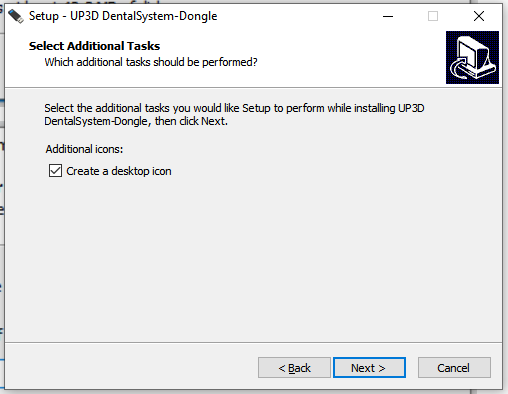 Setup - UP3D DentalSystem-Dongle
Select Additional Tasks
Which additional tasks should be performed?
Select the additional tasks you would like Setup to perform while installing UP3D
DentalSystem-Dongle, then click Next.
Additional icons:
Create a desktop icon
< Back
Next >
Cancel